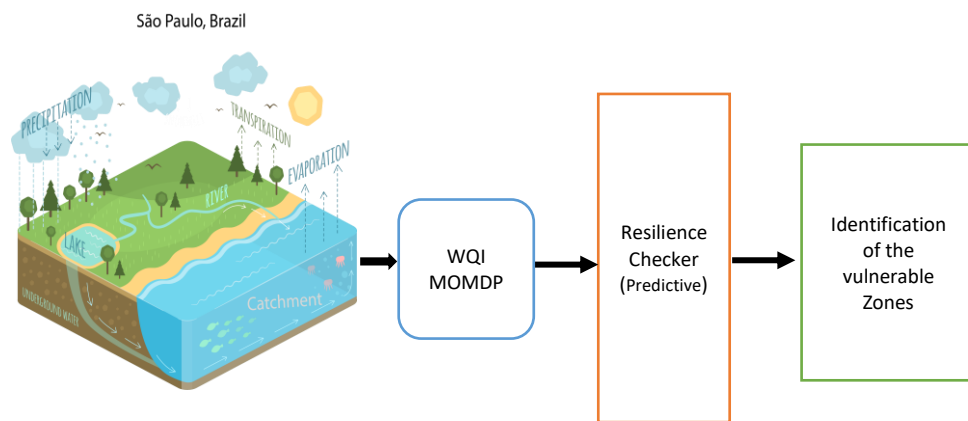 São Paulo, Brazil
PRECIPITATION
TRANSPIRATION
EVAPORATION
RIVER
LAKE
UNDERGROUND WATER
Catchment
WQI
MOMDP
Resilience
Checker
(Predictive)
Identification
of the
vulnerable
Zones